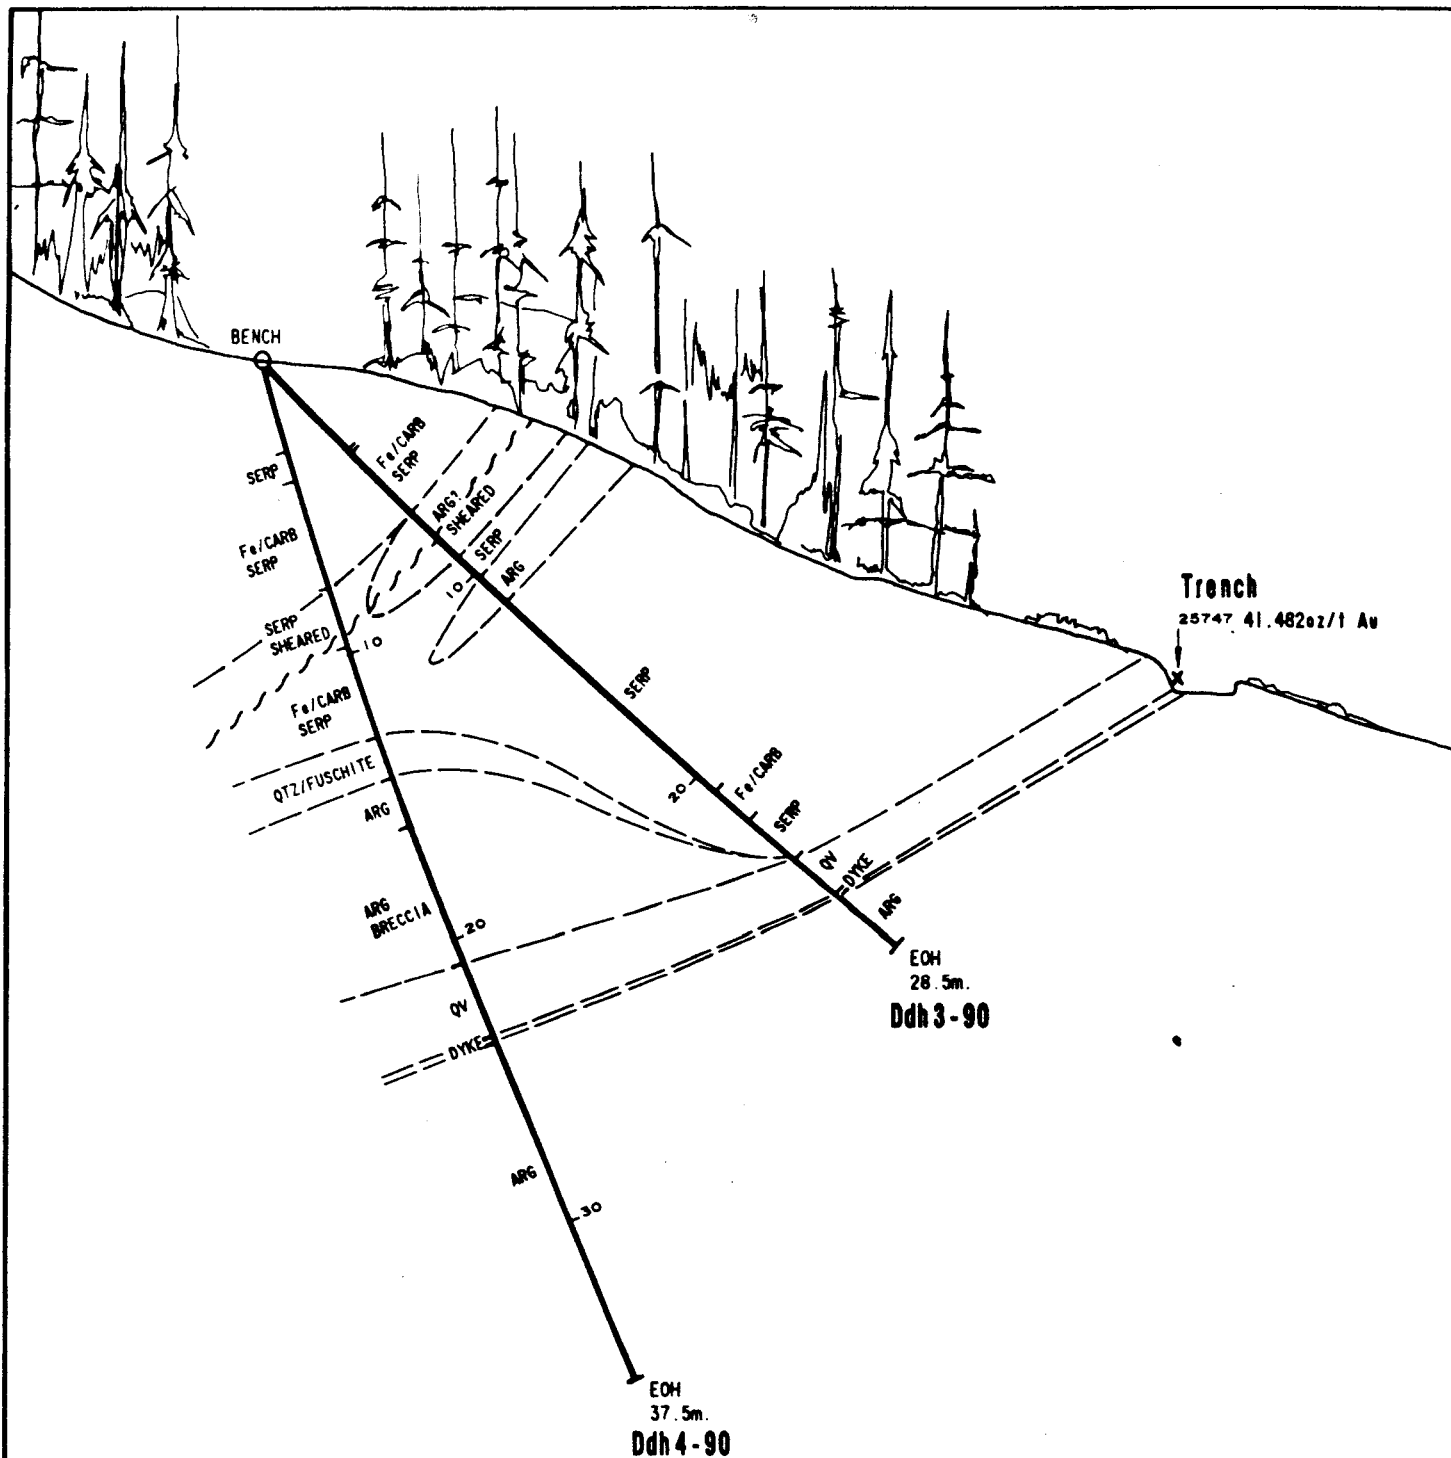 BENCH
Fe/CARB
SERP
ARG?
SHEARED
SERP
10
ARG
SERP
20
Fe/CARB
SERP
QV
DYKE
ARG
EOH
28.5m.
Ddh 3-90
SERP
Fe/CARB
SERP
SERP
SHEARED
10
Fe/CARB
SERP
QTZ/FUSCHITE
ARG
ARG
BRECCIA
20
QV
DYKE
ARG
30
EOH
37.5m.
Ddh 4-90
Trench
25747 41.482oz/t Au
X